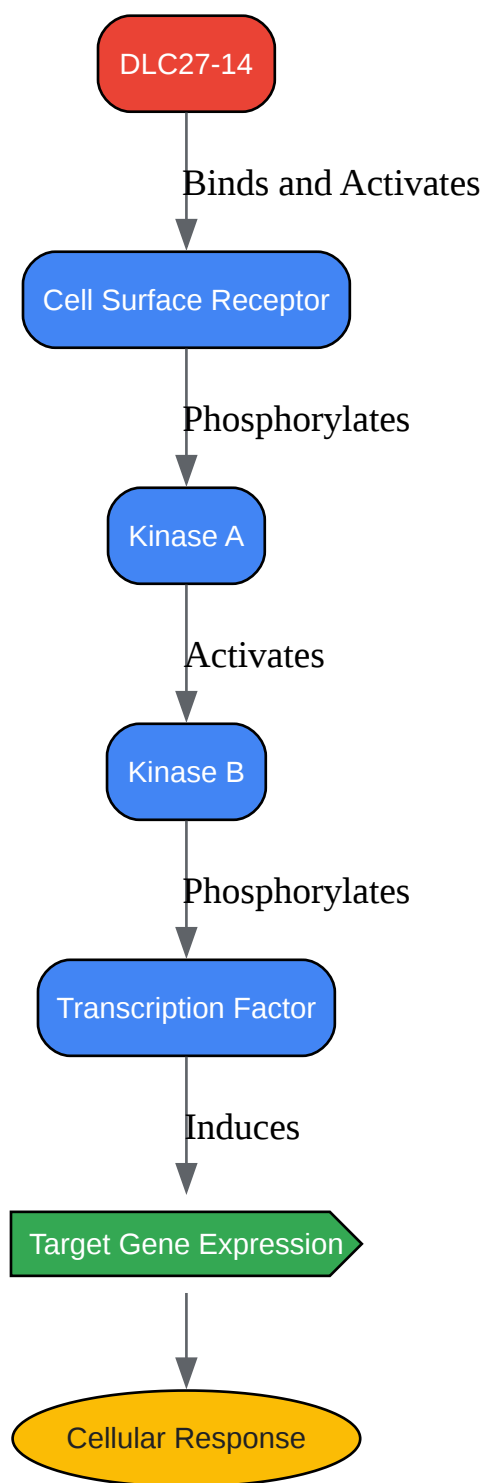 DLC27-14
Binds and Activates
Cell Surface Receptor
Phosphorylates
Kinase A
Activates
Kinase B
Phosphorylates
Transcription Factor
Induces
Target Gene Expression
Cellular Response